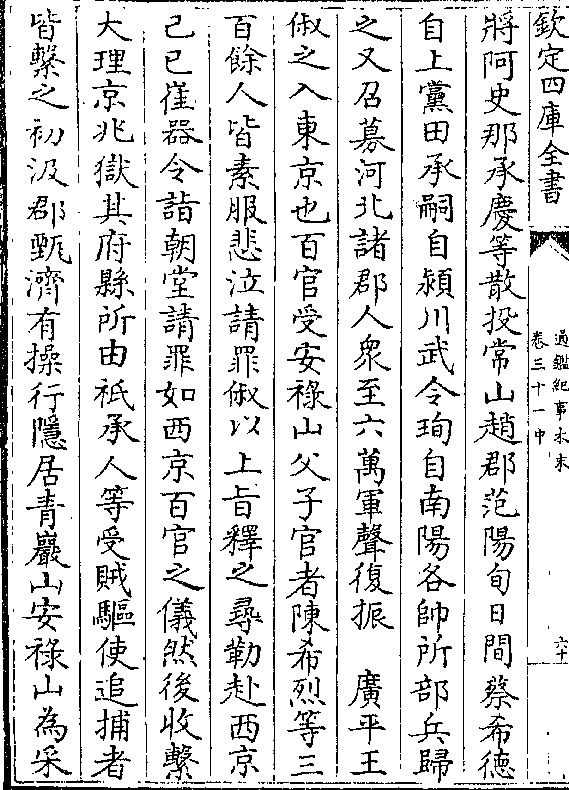 欽定四庫全書
通鑑紀事本末
卷三十一中
六十
將阿史那承慶等散投常山趙郡范陽旬日間蔡希德
自上黨田承嗣自潁川武令珣自南陽各帥所部兵歸
之又召募河北諸郡人衆至六萬軍聲復振　廣平王
俶之入東京也百官受安祿山父子官者陳希烈等三
百餘人皆素服悲泣請罪俶以上旨釋之尋勒赴西京
己巳崔器令詣朝堂請罪如西京百官之儀然後收繫
大理京兆獄其府縣所由祇承人等受賊驅使追捕者
皆繫之初汲郡甄濟有操行隱居青巖山安祿山為采